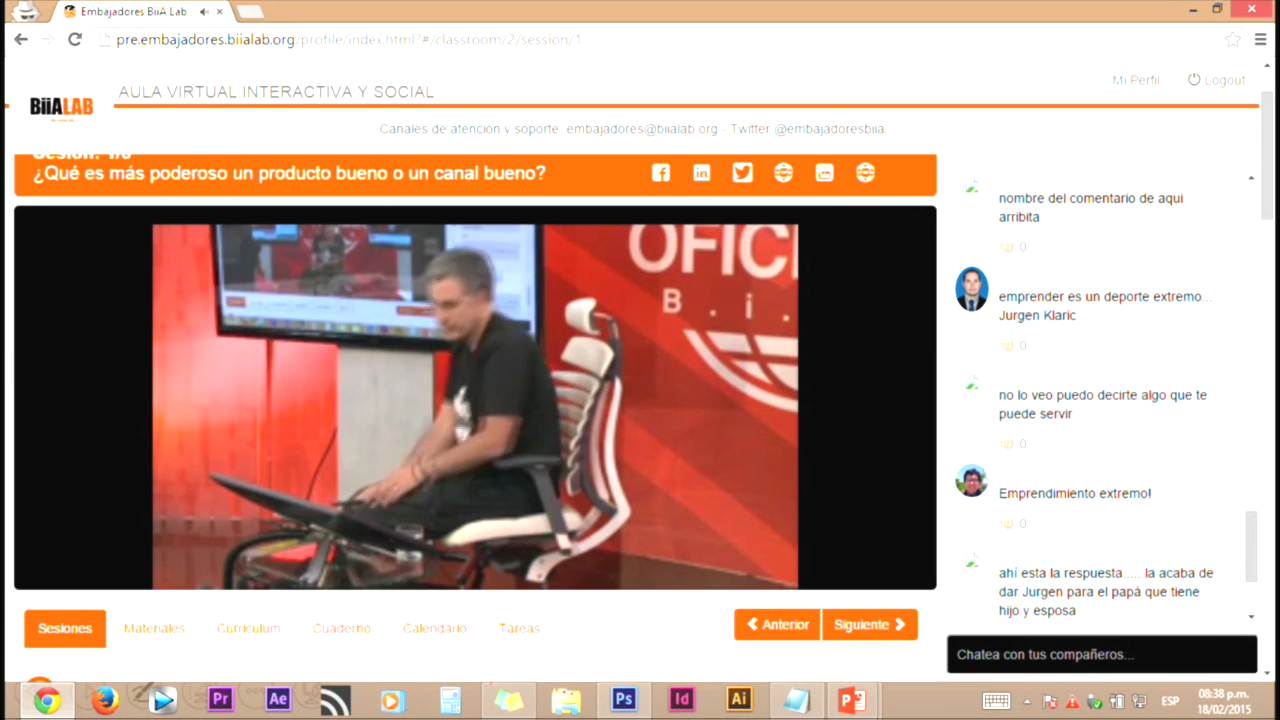 Embajadores BiiA Lab
pre.embajadores.biialab.org/profile/index.html?#/classroom/2/session/1
Mi Perfil
Logout
BiiALAB
AULA VIRTUAL INTERACTIVA Y SOCIAL
Canales de atención y soporte embajadores@biialab.org - Twitter @embajadoresbiia
¿Qué es más poderoso un producto bueno o un canal bueno?
OFICI
B.i.
nombre del comentario de aqui
arribita
0
emprender es un deporte extremo...
Jurgen Klaric
0
no lo veo puedo decirte algo que te
puede servir
0
Emprendimiento extremo!
0
ahí esta la respuesta..... la acaba de
dar Jurgen para el papá que tiene
hijo y esposa
Sesiones
Materiales
Curriculum
Cuaderno
Calendario
Tareas
Anterior
Siguiente
Chatea con tus compañeros...
Pr
Ae
Ps
Id
Ai
ESP
08:38 p.m.
18/02/2015